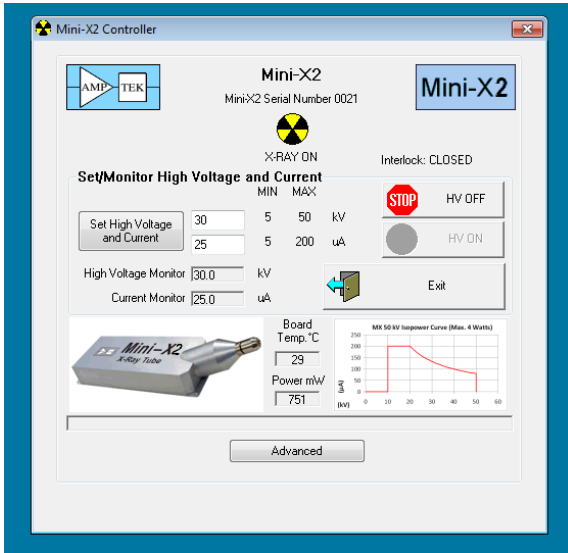 Mini-X2 Controller
AMP TEK
Mini-X2
Mini-X2
Mini-X2 Serial Number 0021
X-RAY ON
Interlock: CLOSED
Set/Monitor High Voltage and Current
MIN MAX
STOP HV OFF
Set High Voltage and Current
30 5 50 kV
25 5 200 uA
HV ON
High Voltage Monitor 30.0 kV
Current Monitor 25.0 uA
Exit
Mini-X2
X-Ray Tube
Board
Temp.°C
29
Power mW
751
MX 50 kV Isopower Curve (Max. 4 Watts)
(µA)
250
200
150
100
50
0
(kV) 0 10 20 30 40 50 60
Advanced